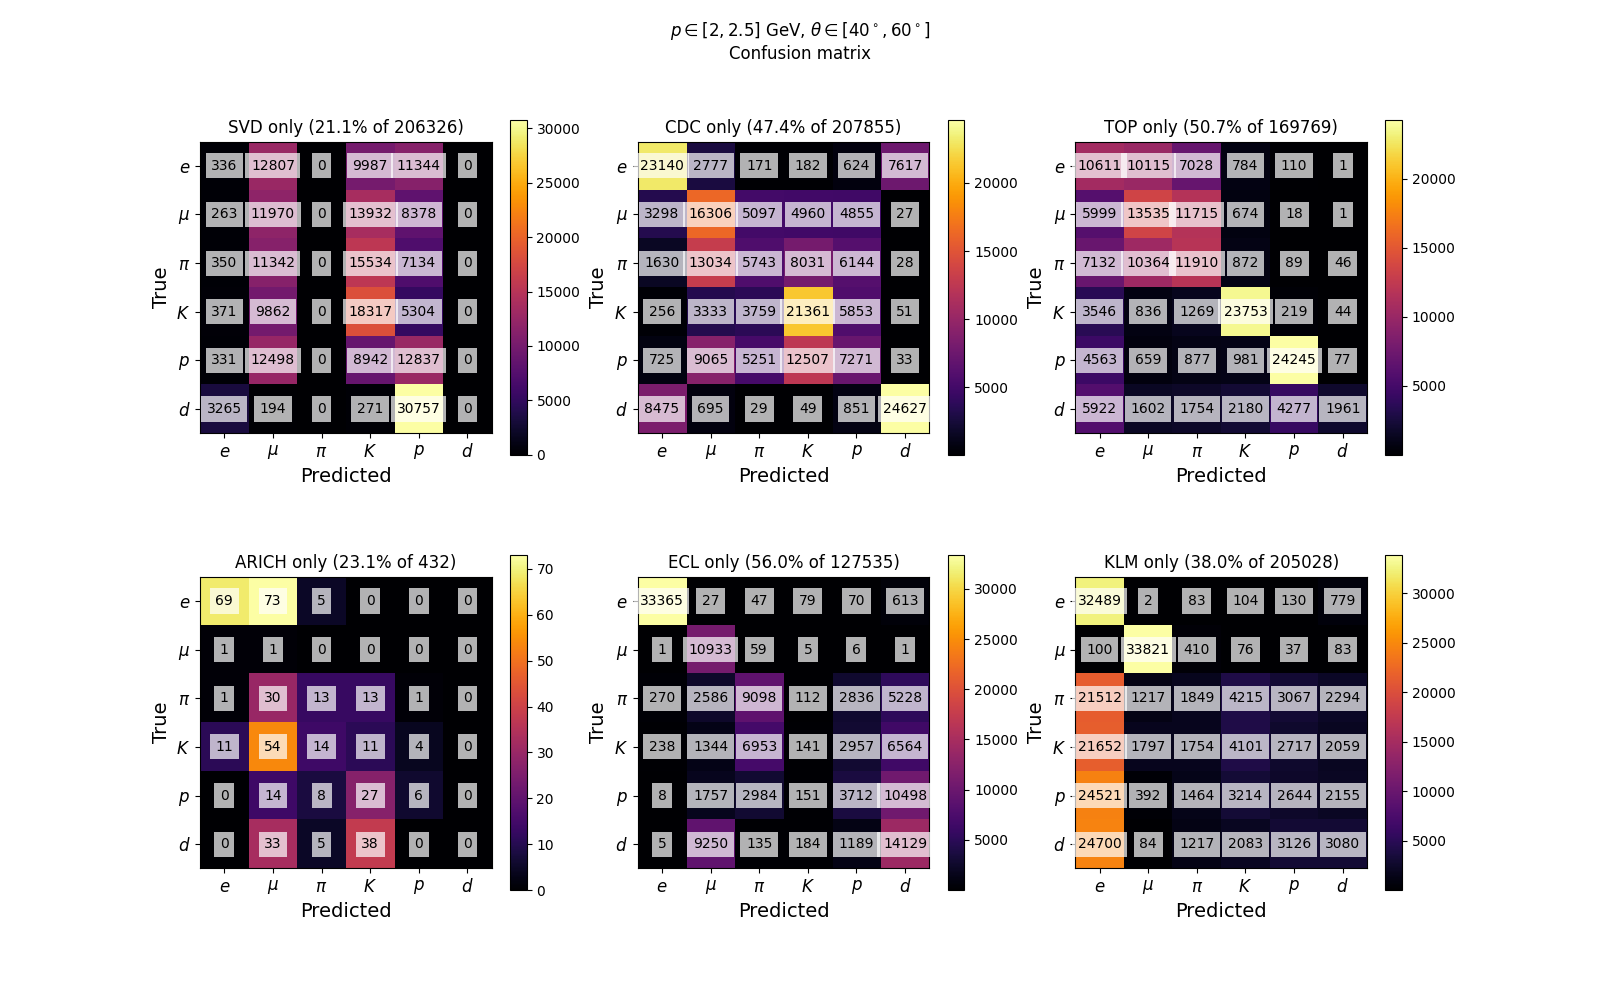 p ∈ [2, 2.5] GeV, θ ∈ [40°, 60°]
Confusion matrix
SVD only (21.1% of 206326)
True
e 336 12807 0 9987 11344 0
μ 263 11970 0 13932 8378 0
π 350 11342 0 15534 7134 0
K 371 9862 0 18317 5304 0
p 331 12498 0 8942 12837 0
d 3265 194 0 271 30757 0
e μ π K p d
Predicted
30000
25000
20000
15000
10000
5000
0
CDC only (47.4% of 207855)
True
e 23140 2777 171 182 624 7617
μ 3298 16306 5097 4960 4855 27
π 1630 13034 5743 8031 6144 28
K 256 3333 3759 21361 5853 51
p 725 9065 5251 12507 7271 33
d 8475 695 29 49 851 24627
e μ π K p d
Predicted
20000
15000
10000
5000
TOP only (50.7% of 169769)
True
e 10611 10115 7028 784 110 1
μ 5999 13535 11715 674 18 1
π 7132 10364 11910 872 89 46
K 3546 836 1269 23753 219 44
p 4563 659 877 981 24245 77
d 5922 1602 1754 2180 4277 1961
e μ π K p d
Predicted
20000
15000
10000
5000
ARICH only (23.1% of 432)
True
e 69 73 5 0 0 0
μ 1 1 0 0 0 0
π 1 30 13 13 1 0
K 11 54 14 11 4 0
p 0 14 8 27 6 0
d 0 33 5 38 0 0
e μ π K p d
Predicted
70
60
50
40
30
20
10
0
ECL only (56.0% of 127535)
True
e 33365 27 47 79 70 613
μ 1 10933 59 5 6 1
π 270 2586 9098 112 2836 5228
K 238 1344 6953 141 2957 6564
p 8 1757 2984 151 3712 10498
d 5 9250 135 184 1189 14129
e μ π K p d
Predicted
30000
25000
20000
15000
10000
5000
KLM only (38.0% of 205028)
True
e 32489 2 83 104 130 779
μ 100 33821 410 76 37 83
π 21512 1217 1849 4215 3067 2294
K 21652 1797 1754 4101 2717 2059
p 24521 392 1464 3214 2644 2155
d 24700 84 1217 2083 3126 3080
e μ π K p d
Predicted
30000
25000
20000
15000
10000
5000